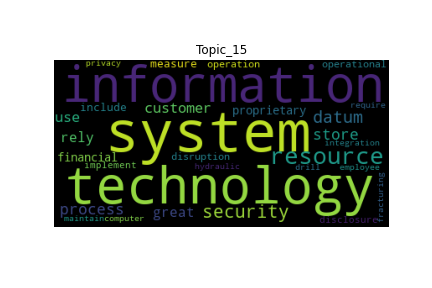 Topic_15
privacy measure operation operational
information
include customer proprietary require
use system datum
rely store
integration
financial disruption resource
implement hydraulic drill employee
technology fracturing
process great security
maintain computer disclosure